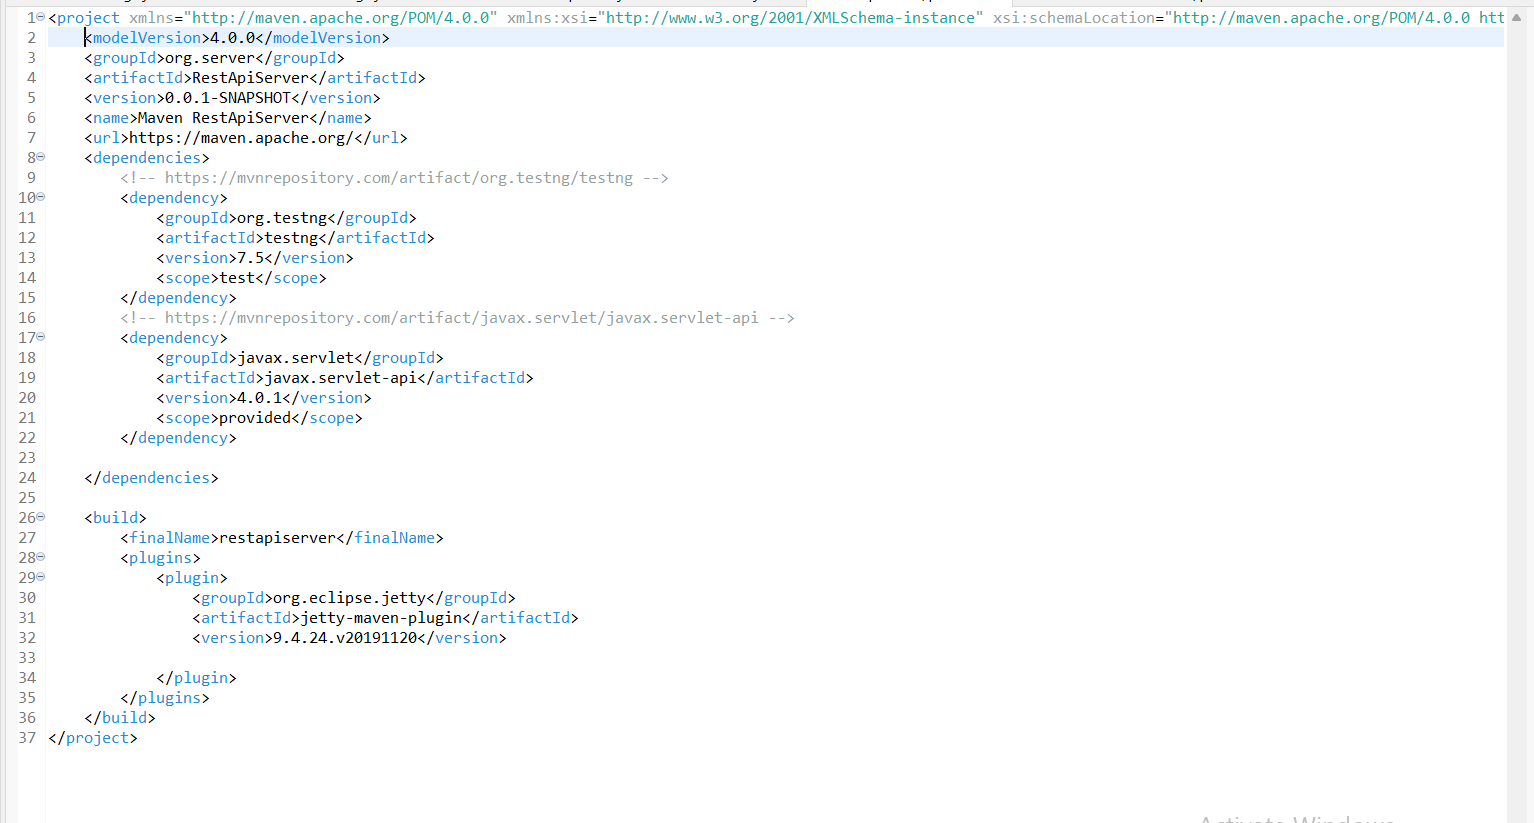 1 <project xmlns="http://maven.apache.org/POM/4.0.0" xmlns:xsi="http://www.w3.org/2001/XMLSchema-instance" xsi:schemaLocation="http://maven.apache.org/POM/4.0.0 htt
2 <modelVersion>4.0.0</modelVersion>
3 <groupId>org.server</groupId>
4 <artifactId>RestApiServer</artifactId>
5 <version>0.0.1-SNAPSHOT</version>
6 <name>Maven RestApiServer</name>
7 <url>https://maven.apache.org/</url>
8 <dependencies>
9 <!-- https://mvnrepository.com/artifact/org.testng/testng -->
10 <dependency>
11 <groupId>org.testng</groupId>
12 <artifactId>testng</artifactId>
13 <version>7.5</version>
14 <scope>test</scope>
15 </dependency>
16 <!-- https://mvnrepository.com/artifact/javax.servlet/javax.servlet-api -->
17 <dependency>
18 <groupId>javax.servlet</groupId>
19 <artifactId>javax.servlet-api</artifactId>
20 <version>4.0.1</version>
21 <scope>provided</scope>
22 </dependency>
23
24 </dependencies>
25
26 <build>
27 <finalName>restapiserver</finalName>
28 <plugins>
29 <plugin>
30 <groupId>org.eclipse.jetty</groupId>
31 <artifactId>jetty-maven-plugin</artifactId>
32 <version>9.4.24.v20191120</version>
33
34 </plugin>
35 </plugins>
36 </build>
37 </project>
Activate Windows